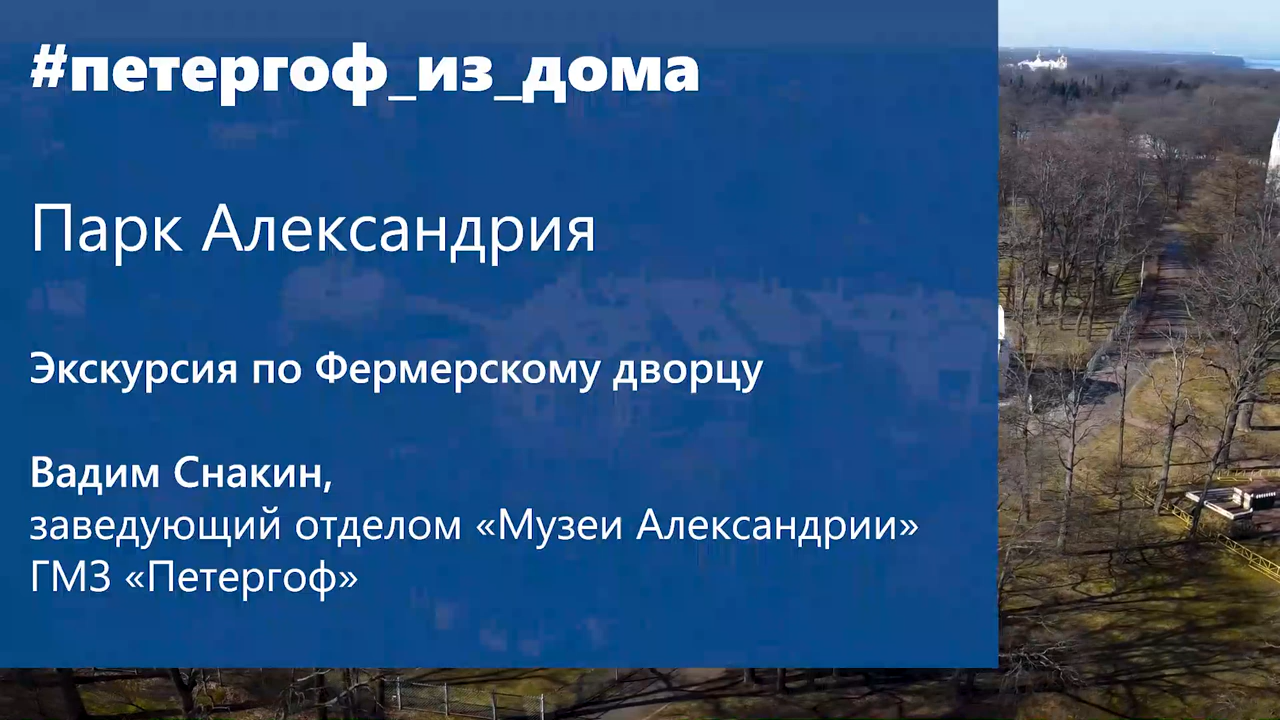 #петергоф_из_дома
Парк Александрия
Экскурсия по Фермерскому дворцу
Вадим Снакин,
заведующий отделом «Музеи Александрии»
ГМЗ «Петергоф»